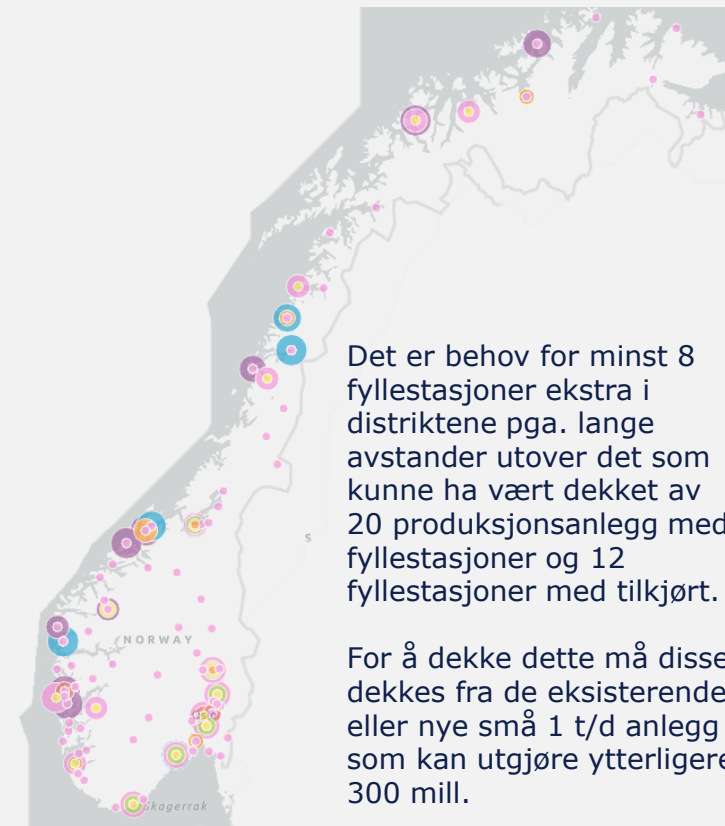 Det er behov for minst 8
fyllestasjoner ekstra i
distriktene pga. lange
avstander utover det som
kunne ha vært dekket av
20 produksjonsanlegg med
fyllestasjoner og 12
fyllestasjoner med tilkjørt.
S
NORWAY
For å dekke dette må disse
dekkes fra de eksisterende
eller nye små 1 t/d anlegg
som kan utgjøre ytterligere
300 mill.
Skagerrak